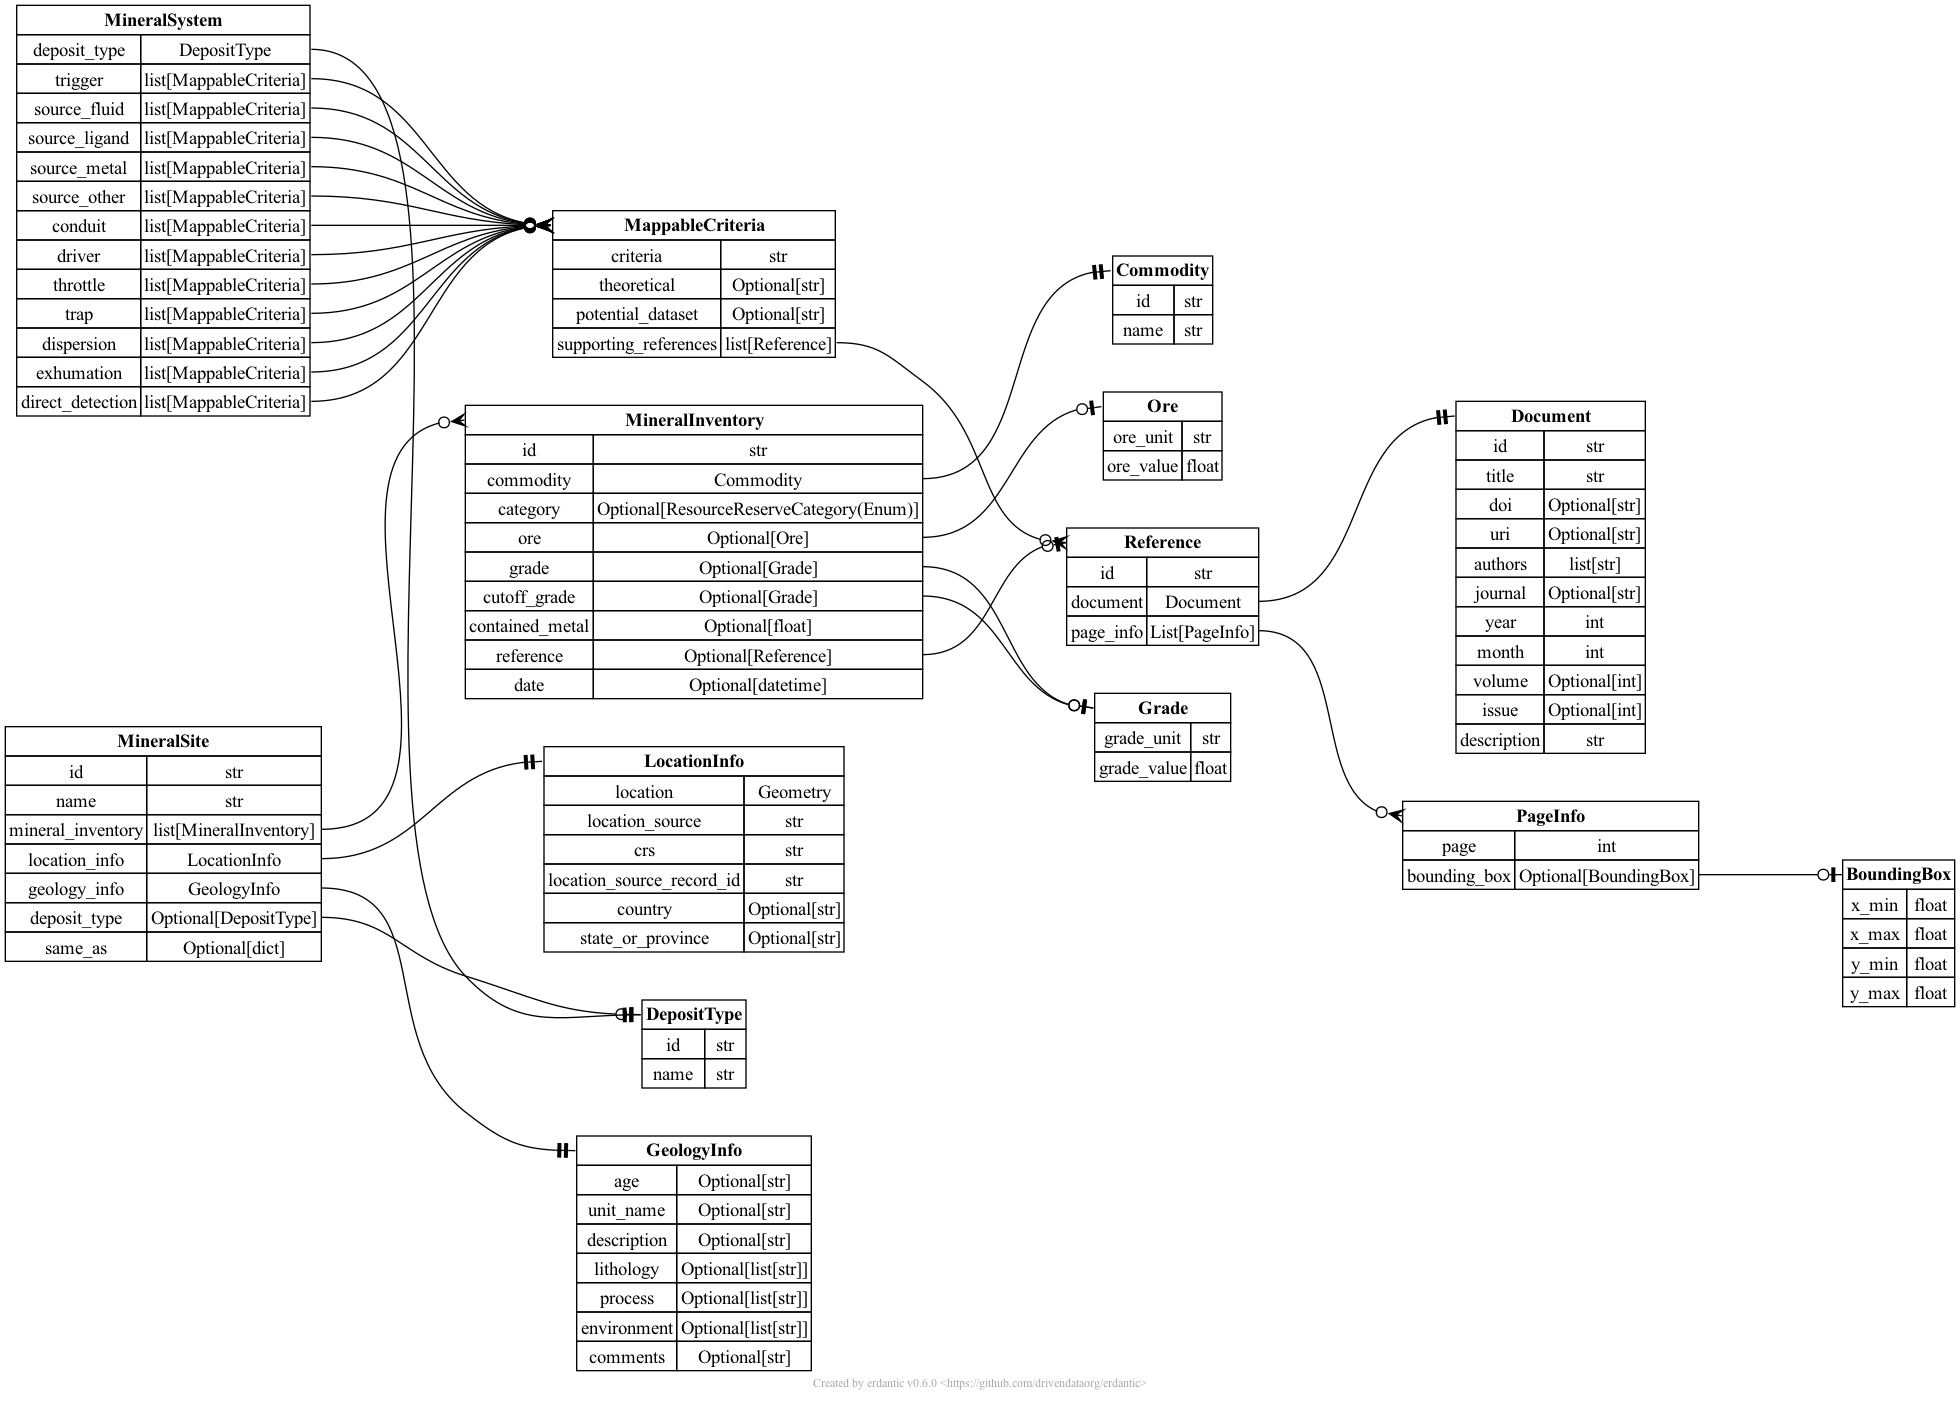 MineralSystem
deposit_type DepositType
trigger list[MappableCriteria]
source_fluid list[MappableCriteria]
source_ligand list[MappableCriteria]
source_metal list[MappableCriteria]
source_other list[MappableCriteria]
conduit list[MappableCriteria]
driver list[MappableCriteria]
throttle list[MappableCriteria]
trap list[MappableCriteria]
dispersion list[MappableCriteria]
exhumation list[MappableCriteria]
direct_detection list[MappableCriteria]
MappableCriteria
criteria str
theoretical Optional[str]
potential_dataset Optional[str]
supporting_references list[Reference]
Commodity
id str
name str
MineralInventory
id str
commodity Commodity
category Optional[ResourceReserveCategory(Enum)]
ore Optional[Ore]
grade Optional[Grade]
cutoff_grade Optional[Grade]
contained_metal Optional[float]
reference Optional[Reference]
date Optional[datetime]
Ore
ore_unit str
ore_value float
Reference
id str
document Document
page_info List[PageInfo]
Document
id str
title str
doi Optional[str]
uri Optional[str]
authors list[str]
journal Optional[str]
year int
month int
volume Optional[int]
issue Optional[int]
description str
Grade
grade_unit str
grade_value float
MineralSite
id str
name str
mineral_inventory list[MineralInventory]
location_info LocationInfo
geology_info GeologyInfo
deposit_type Optional[DepositType]
same_as Optional[dict]
LocationInfo
location Geometry
location_source str
crs str
location_source_record_id str
country Optional[str]
state_or_province Optional[str]
PageInfo
page int
bounding_box Optional[BoundingBox]
BoundingBox
x_min float
x_max float
y_min float
y_max float
DepositType
id str
name str
GeologyInfo
age Optional[str]
unit_name Optional[str]
description Optional[str]
lithology Optional[list[str]]
process Optional[list[str]]
environment Optional[list[str]]
comments Optional[str]
Created by erdantic v0.6.0 <https://github.com/drivendataorg/erdantic>